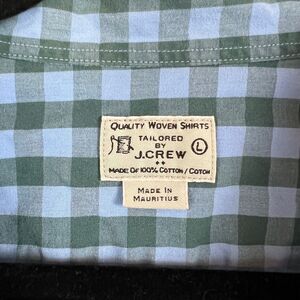 QUALITY WOVEN SHIRTS
TAILORED
BY
J.CREW
L
MADE OF 100% COTTON / COTON
MADE IN
MAURITIUS